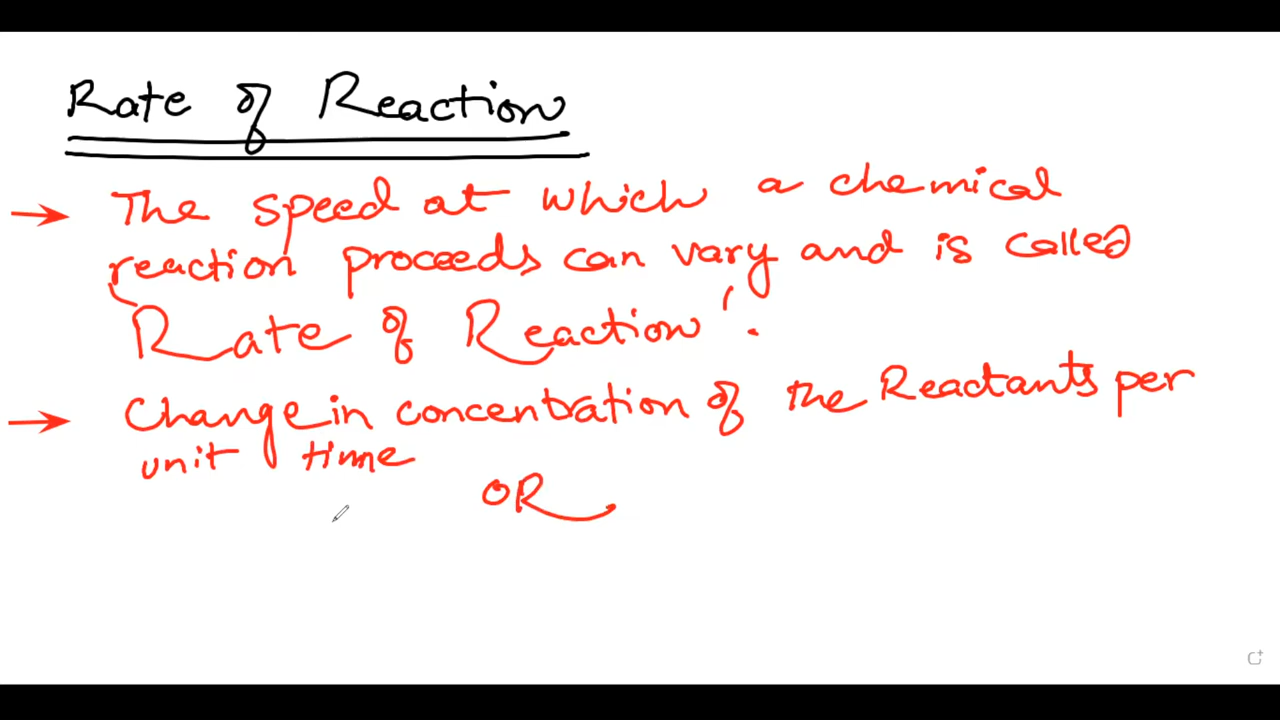 Rate of Reaction
→ The speed at which a chemical
reaction proceeds can vary and is called
'Rate of Reaction'.
→ Change in concentration of the Reactants per
unit time
OR